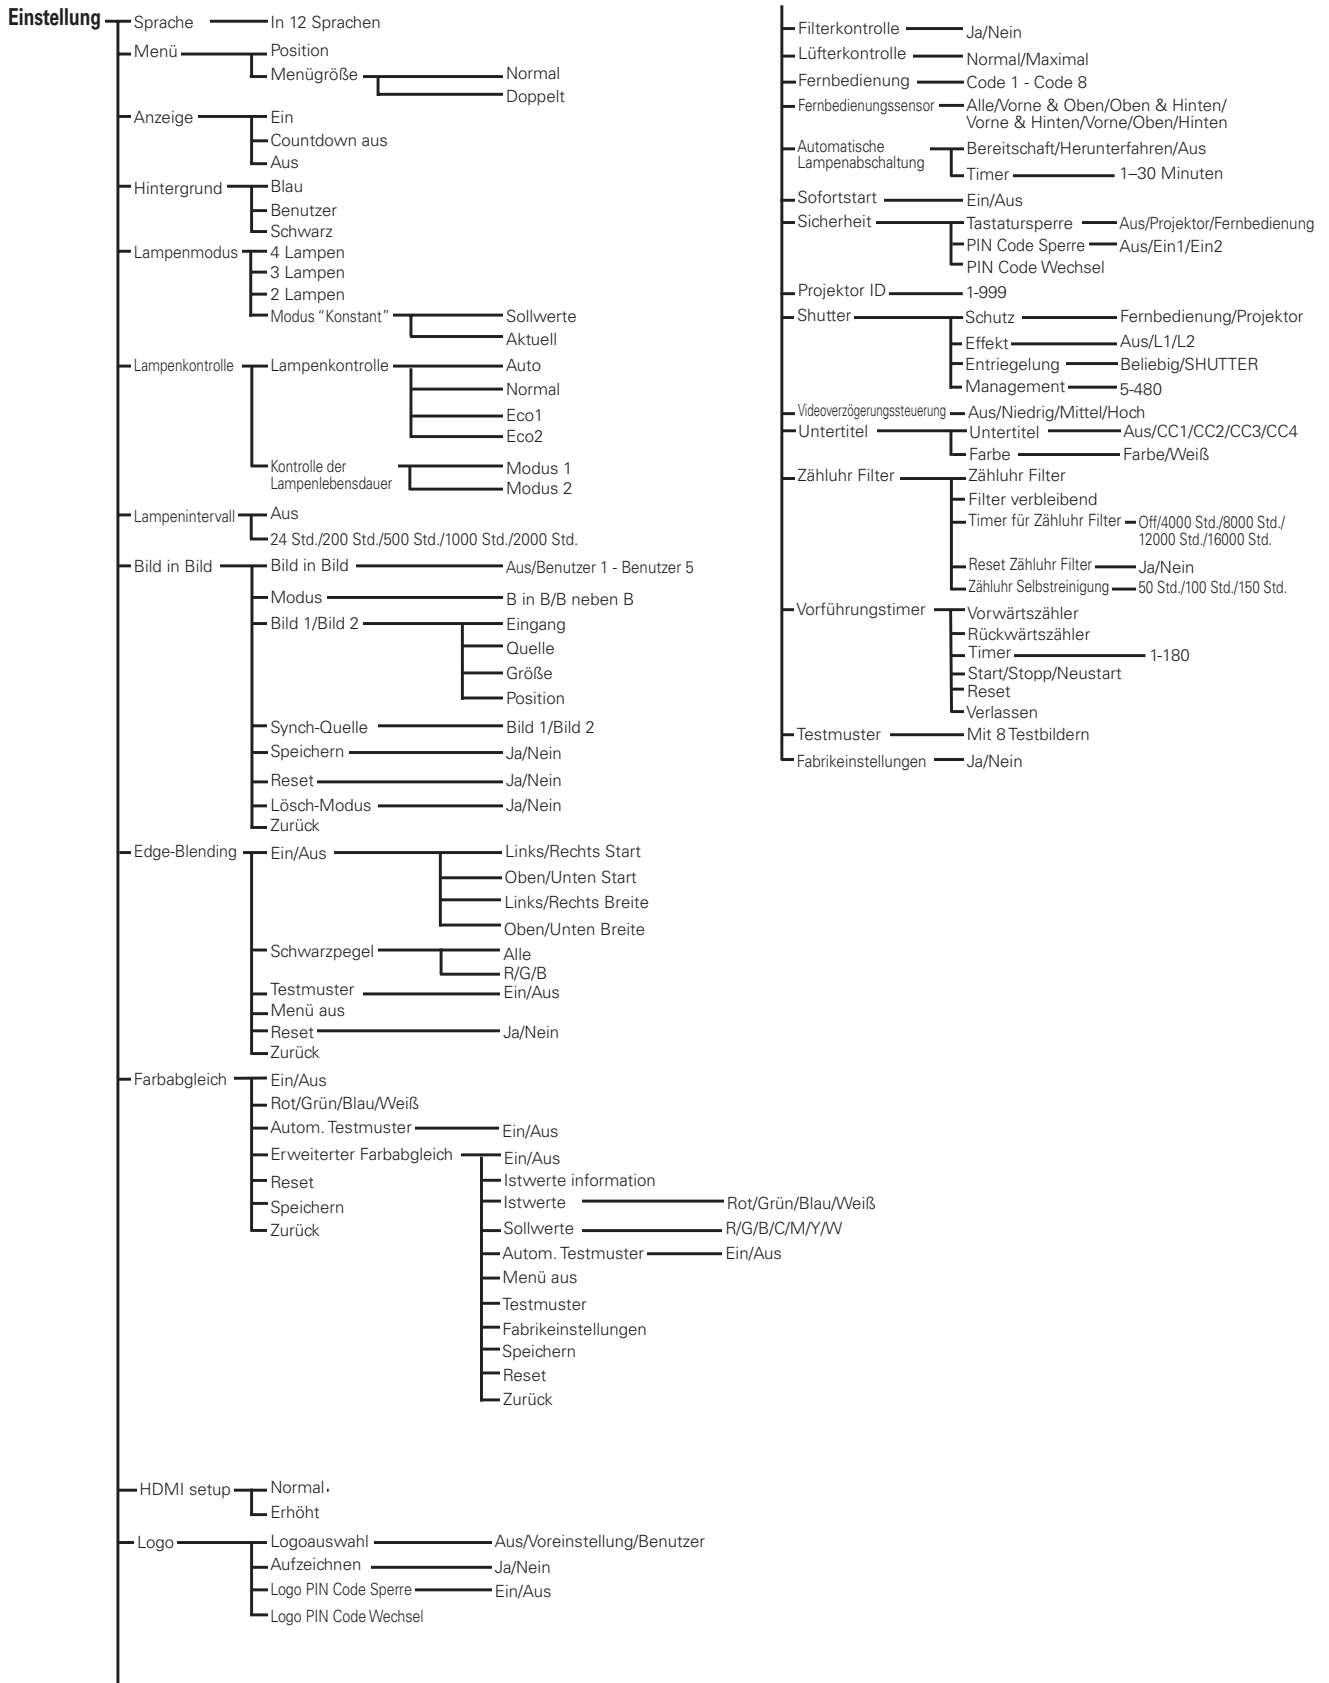 Einstellung
Sprache In 12 Sprachen
Menü Position
Menügröße Normal
Doppelt
Anzeige Ein
Countdown aus
Aus
Hintergrund Blau
Benutzer
Schwarz
Lampenmodus 4 Lampen
3 Lampen
2 Lampen
Modus “Konstant” Sollwerte
Aktuell
Lampenkontrolle Lampenkontrolle Auto
Normal
Eco1
Eco2
Kontrolle der
Lampenlebensdauer Modus 1
Modus 2
Lampenintervall Aus
24 Std./200 Std./500 Std./1000 Std./2000 Std.
Bild in Bild Bild in Bild Aus/Benutzer 1 - Benutzer 5
Modus B in B/B neben B
Bild 1/Bild 2 Eingang
Quelle
Größe
Position
Synch-Quelle Bild 1/Bild 2
Speichern Ja/Nein
Reset Ja/Nein
Lösch-Modus Ja/Nein
Zurück
Edge-Blending Ein/Aus Links/Rechts Start
Oben/Unten Start
Links/Rechts Breite
Oben/Unten Breite
Schwarzpegel Alle
R/G/B
Testmuster Ein/Aus
Menü aus
Reset Ja/Nein
Zurück
Farbabgleich Ein/Aus
Rot/Grün/Blau/Weiß
Autom. Testmuster Ein/Aus
Erweiterter Farbabgleich Ein/Aus
Reset Istwerte information
Speichern Istwerte Rot/Grün/Blau/Weiß
Zurück Sollwerte R/G/B/C/M/Y/W
Autom. Testmuster Ein/Aus
Menü aus
Testmuster
Fabrikeinstellungen
Speichern
Reset
Zurück
HDMI setup Normal.
Erhöht
Logo Logoauswahl Aus/Voreinstellung/Benutzer
Aufzeichnen Ja/Nein
Logo PIN Code Sperre Ein/Aus
Logo PIN Code Wechsel
Filterkontrolle Ja/Nein
Lüfterkontrolle Normal/Maximal
Fernbedienung Code 1 - Code 8
Fernbedienungssensor Alle/Vorne & Oben/Oben & Hinten/
Vorne & Hinten/Vorne/Oben/Hinten
Automatische Bereitschaft/Herunterfahren/Aus
Lampenabschaltung
Timer 1–30 Minuten
Sofortstart Ein/Aus
Sicherheit Tastatursperre Aus/Projektor/Fernbedienung
PIN Code Sperre Aus/Ein1/Ein2
PIN Code Wechsel
Projektor ID 1-999
Shutter Schutz Fernbedienung/Projektor
Effekt Aus/L1/L2
Entriegelung Beliebig/SHUTTER
Management 5-480
Videoverzögerungssteuerung Aus/Niedrig/Mittel/Hoch
Untertitel Untertitel Aus/CC1/CC2/CC3/CC4
Farbe Farbe/Weiß
Zähluhr Filter Zähluhr Filter
Filter verbleibend
Timer für Zähluhr Filter Off/4000 Std./8000 Std./
12000 Std./16000 Std.
Reset Zähluhr Filter Ja/Nein
Zähluhr Selbstreinigung 50 Std./100 Std./150 Std.
Vorführungstimer Vorwärtszähler
Rückwärtszähler
Timer 1-180
Start/Stopp/Neustart
Reset
Verlassen
Testmuster Mit 8 Testbildern
Fabrikeinstellungen Ja/Nein